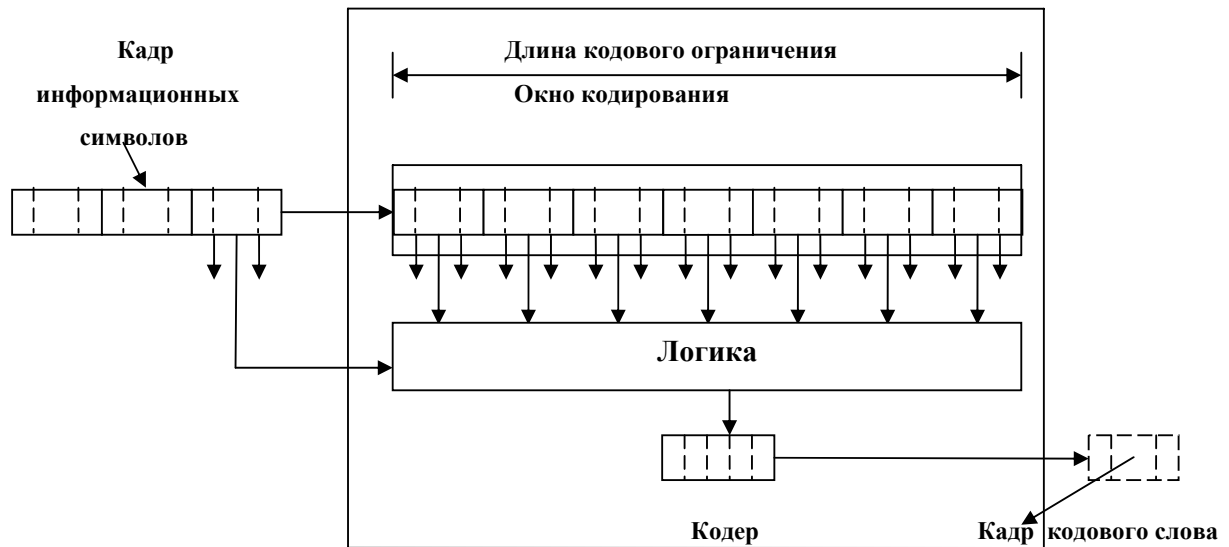 Кадр
информационных
символов
Длина кодового ограничения
Окно кодирования
Логика
Кодер
Кадр кодового слова